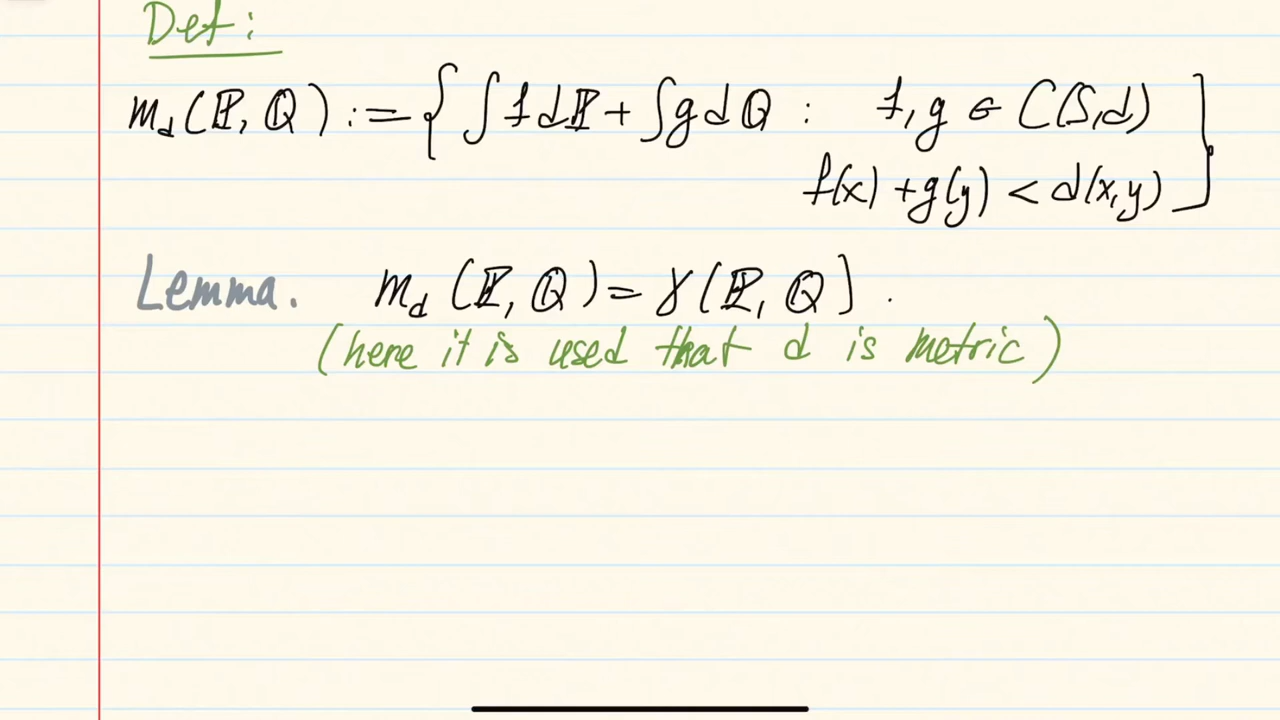 Def:
m_d(ℙ, ℚ) := { ∫ f dℙ + ∫ g dℚ : f, g ∈ C(S, d)
f(x) + g(y) < d(x, y) }
Lemma. m_d(ℙ, ℚ) = γ(ℙ, ℚ).
(here it is used that d is metric)